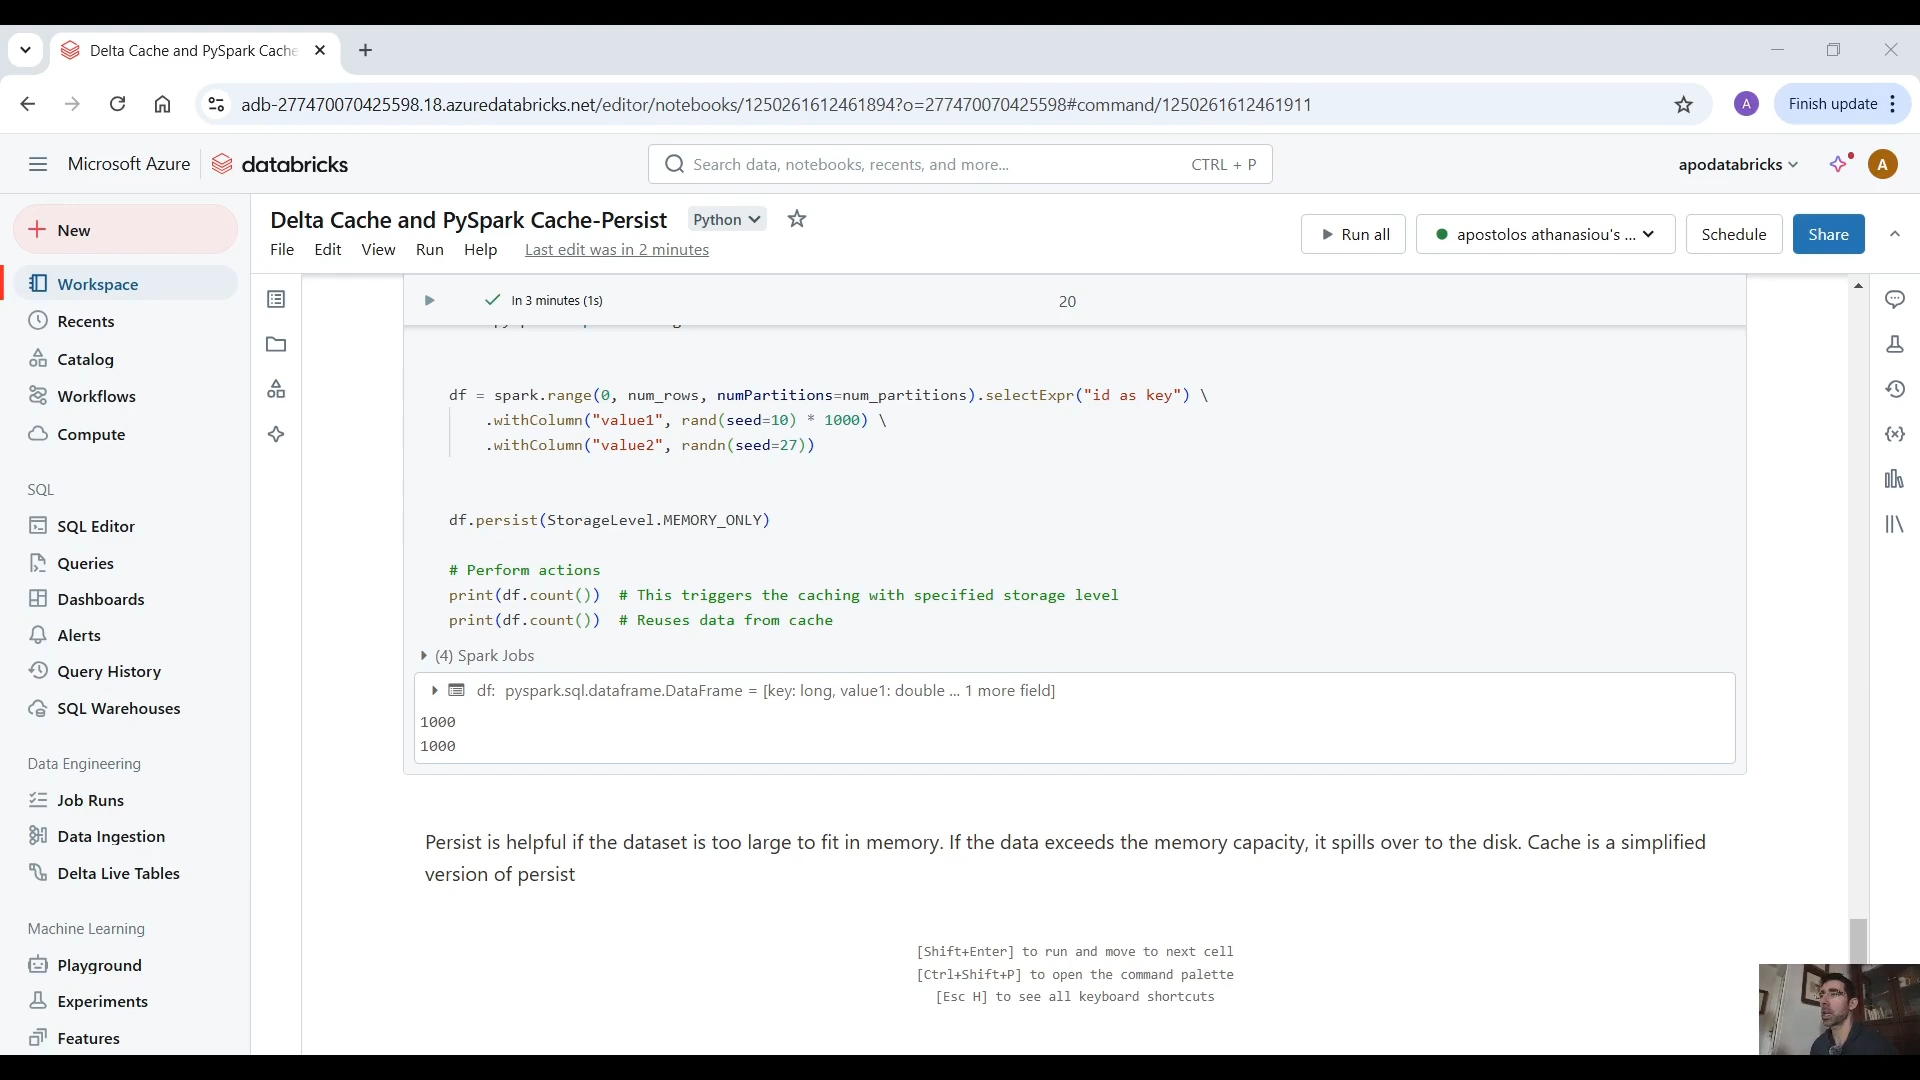 Delta Cache and PySpark Cache
adb-277470070425598.18.azuredatabricks.net/editor/notebooks/1250261612461894?o=277470070425598#command/1250261612461911
A
Finish update
Microsoft Azure
databricks
Search data, notebooks, recents, and more...
CTRL + P
apodatabricks
A
New
Workspace
Recents
Catalog
Workflows
Compute
SQL
SQL Editor
Queries
Dashboards
Alerts
Query History
SQL Warehouses
Data Engineering
Job Runs
Data Ingestion
Delta Live Tables
Machine Learning
Playground
Experiments
Features
Delta Cache and PySpark Cache-Persist
Python
File Edit View Run Help Last edit was in 2 minutes
Run all
apostolos athanasiou's ...
Schedule
Share
In 3 minutes (1s)
20
df = spark.range(0, num_rows, numPartitions=num_partitions).selectExpr("id as key") \
.withColumn("value1", rand(seed=10) * 1000) \
.withColumn("value2", randn(seed=27))
df.persist(StorageLevel.MEMORY_ONLY)
# Perform actions
print(df.count()) # This triggers the caching with specified storage level
print(df.count()) # Reuses data from cache
(4) Spark Jobs
df: pyspark.sql.dataframe.DataFrame = [key: long, value1: double ... 1 more field]
1000
1000
Persist is helpful if the dataset is too large to fit in memory. If the data exceeds the memory capacity, it spills over to the disk. Cache is a simplified
version of persist
[Shift+Enter] to run and move to next cell
[Ctrl+Shift+P] to open the command palette
[Esc H] to see all keyboard shortcuts